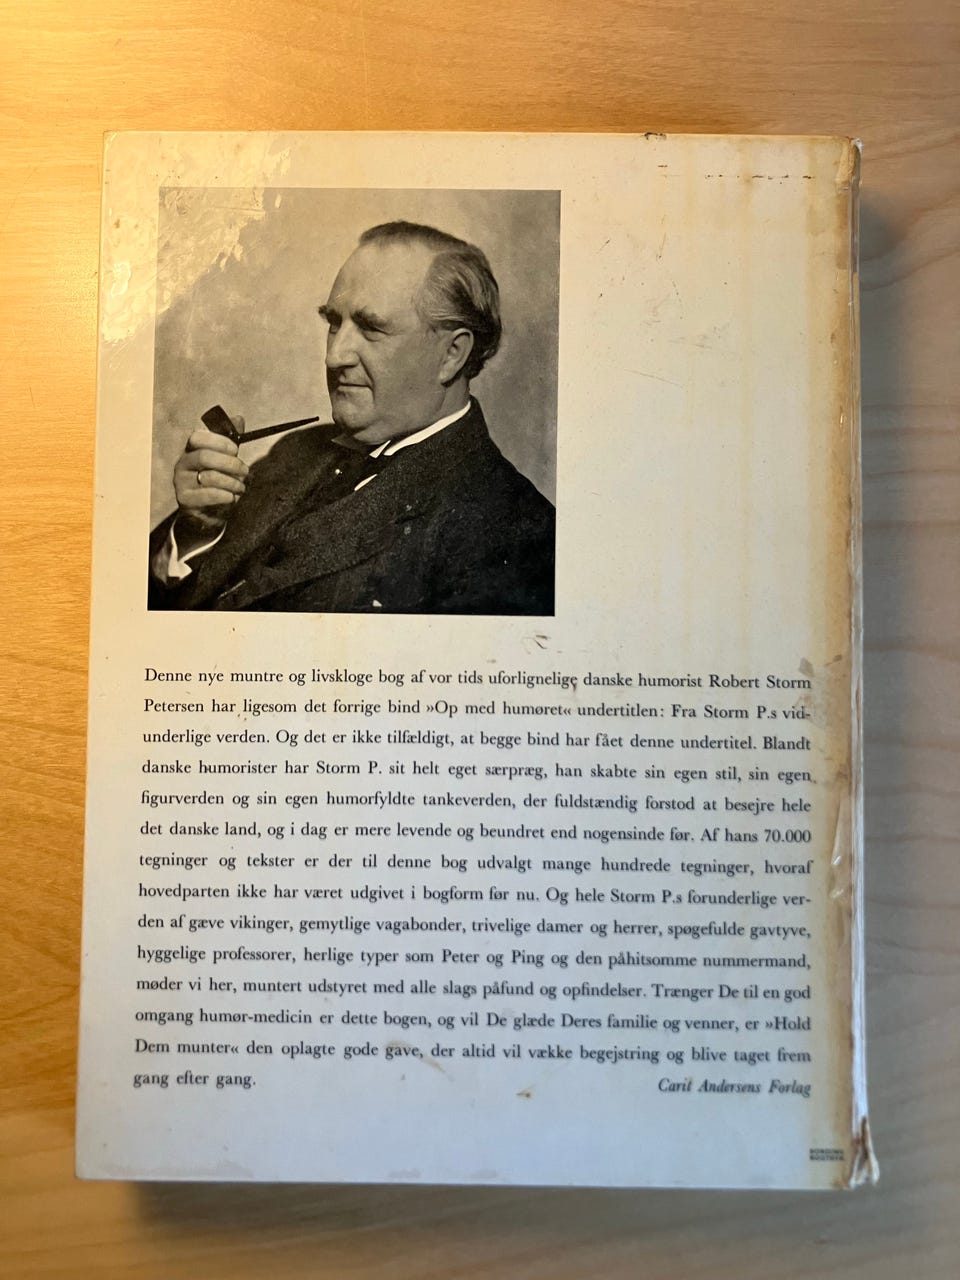 Denne nye muntre og livskloge bog af vor tids uforlignelige danske humorist Robert Storm
Petersen har ligesom det forrige bind »Op med humøret« undertitlen: Fra Storm P.s vid-
underlige verden. Og det er ikke tilfældigt, at begge bind har fået denne undertitel. Blandt
danske humorister har Storm P. sit helt eget særpræg, han skabte sin egen stil, sin egen
figurverden og sin egen humorfyldte tankeverden, der fuldstændig forstod at besejre hele
det danske land, og i dag er mere levende og beundret end nogensinde før. Af hans 70.000
tegninger og tekster er der til denne bog udvalgt mange hundrede tegninger, hvoraf
hovedparten ikke har været udgivet i bogform før nu. Og hele Storm P.s forunderlige ver-
den af gæve vikinger, gemytlige vagabonder, trivelige damer og herrer, spøgefulde gavtyve,
hyggelige professorer, herlige typer som Peter og Ping og den påhitsomme nummermand,
møder vi her, muntert udstyret med alle slags påfund og opfindelser. Trænger De til en god
omgang humør-medicin er dette bogen, og vil De glæde Deres familie og venner, er »Hold
Dem munter« den oplagte gode gave, der altid vil vække begejstring og blive taget frem
gang efter gang.
Carit Andersens Forlag